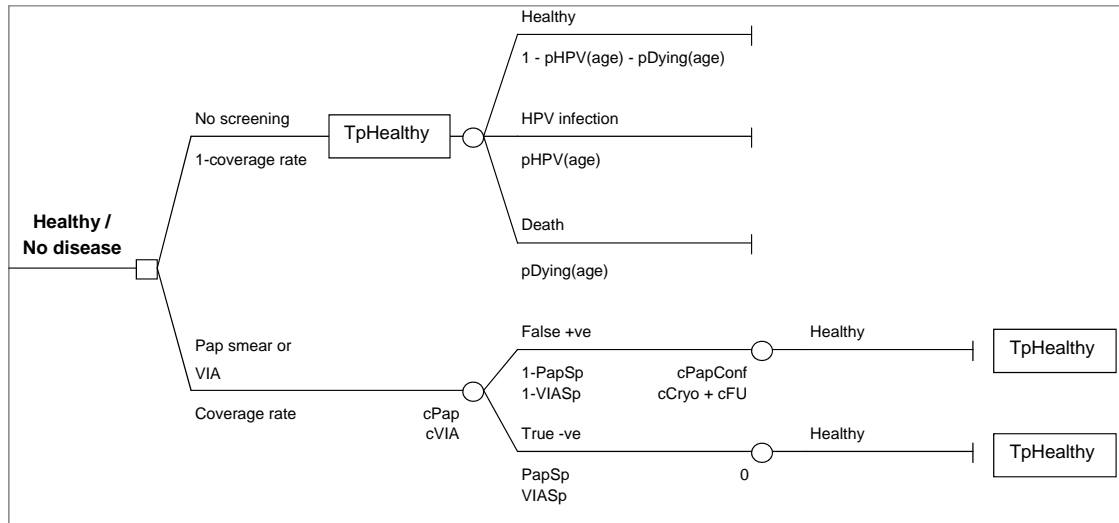 Healthy
1 - pHPV(age) - pDying(age)
No screening
TpHealthy
HPV infection
1-coverage rate
pHPV(age)
Healthy /
No disease
Death
pDying(age)
Pap smear or
VIA
Coverage rate
cPap
cVIA
False +ve
Healthy
TpHealthy
1-PapSp
cPapConf
1-VIASp
cCryo + cFU
True -ve
Healthy
TpHealthy
PapSp
0
VIASp